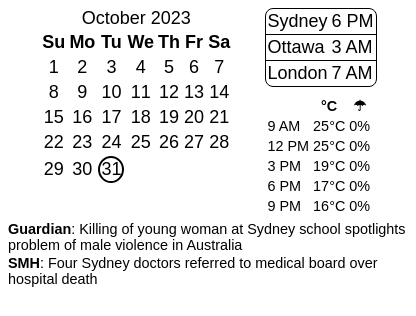 October 2023
Su Mo Tu We Th Fr Sa
1 2 3 4 5 6 7
8 9 10 11 12 13 14
15 16 17 18 19 20 21
22 23 24 25 26 27 28
29 30 31
Sydney 6 PM
Ottawa 3 AM
London 7 AM
°C ☂
9 AM 25°C 0%
12 PM 25°C 0%
3 PM 19°C 0%
6 PM 17°C 0%
9 PM 16°C 0%
Guardian: Killing of young woman at Sydney school spotlights
problem of male violence in Australia
SMH: Four Sydney doctors referred to medical board over
hospital death